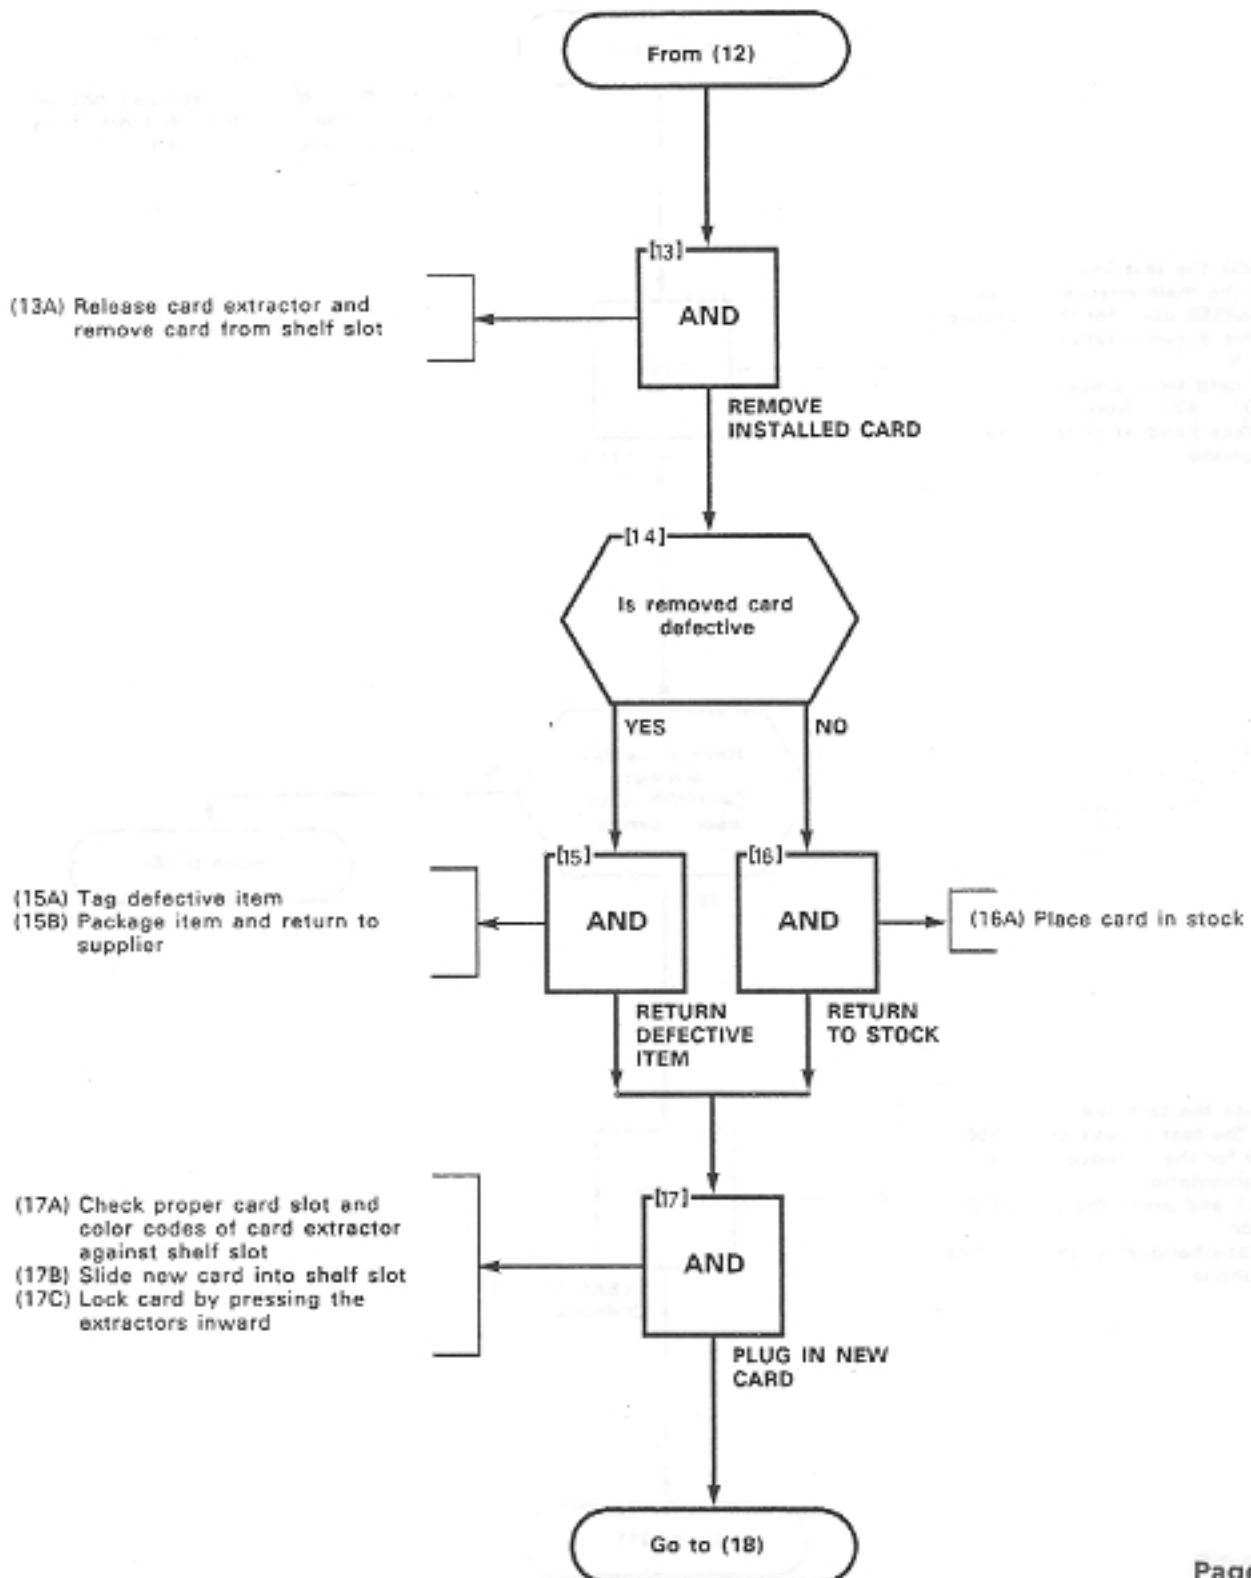 From (12)
[13]
(13A) Release card extractor and
remove card from shelf slot
AND
REMOVE
INSTALLED CARD
[14]
Is removed card
defective
YES
NO
[15]
[16]
(15A) Tag defective item
(15B) Package item and return to
supplier
AND
AND
(16A) Place card in stock
RETURN
DEFECTIVE
ITEM
RETURN
TO STOCK
[17]
(17A) Check proper card slot and
color codes of card extractor
against shelf slot
(17B) Slide new card into shelf slot
(17C) Lock card by pressing the
extractors inward
AND
PLUG IN NEW
CARD
Go to (18)
Page